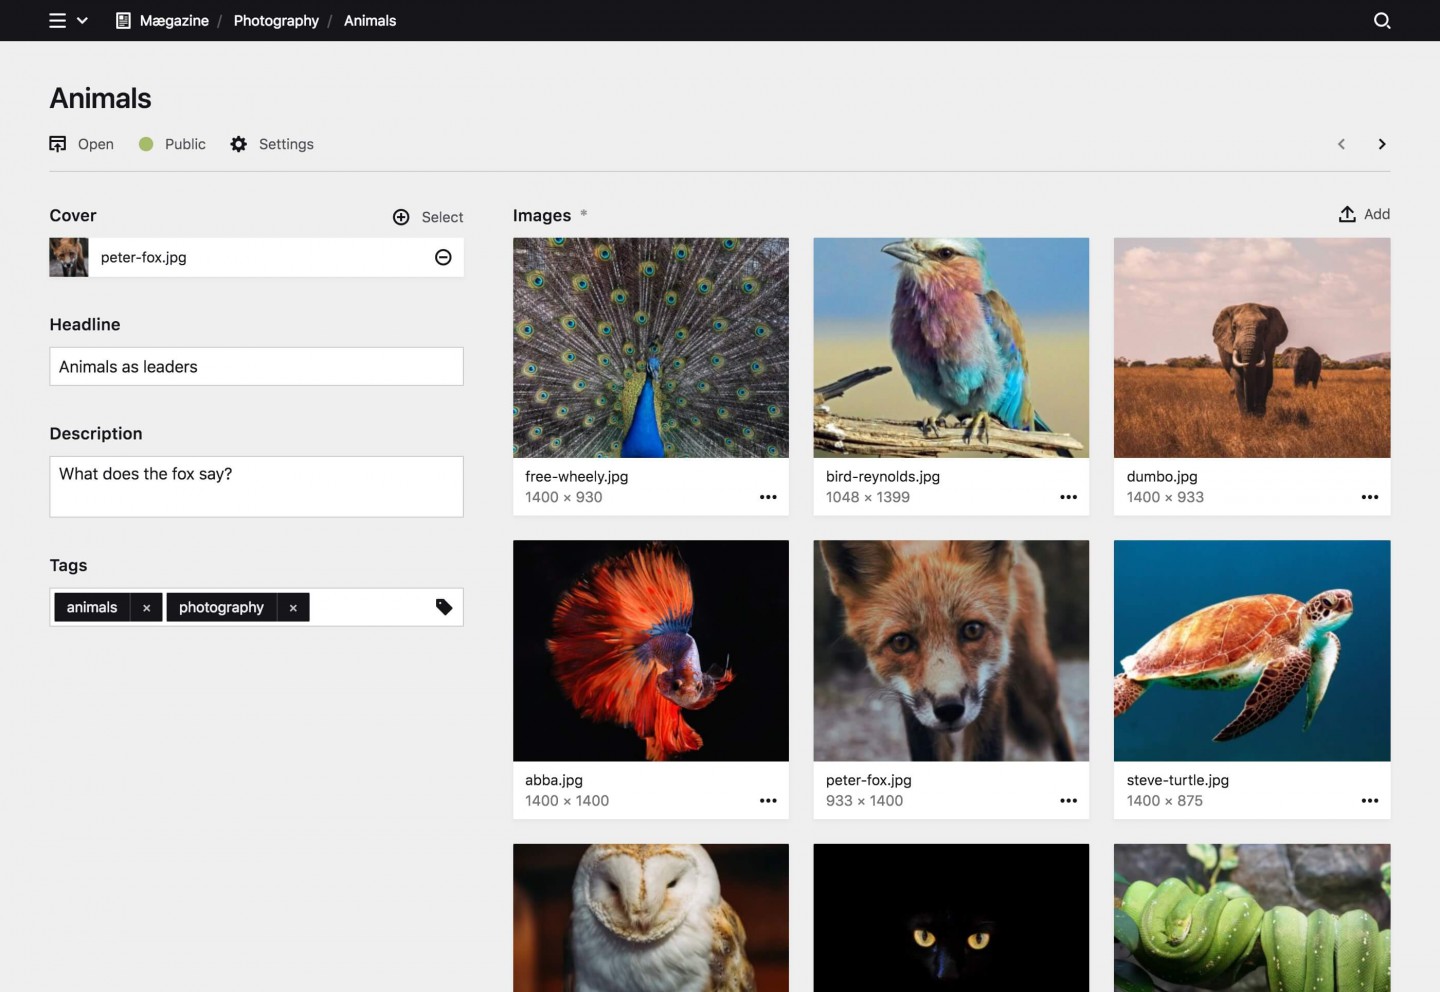 Mægazine / Photography / Animals
Animals
Open Public Settings
Cover
Select
peter-fox.jpg
Headline
Animals as leaders
Description
What does the fox say?
Tags
animals × photography ×
Images *
Add
free-wheely.jpg
1400 × 930
bird-reynolds.jpg
1048 × 1399
dumbo.jpg
1400 × 933
abba.jpg
1400 × 1400
peter-fox.jpg
933 × 1400
steve-turtle.jpg
1400 × 875